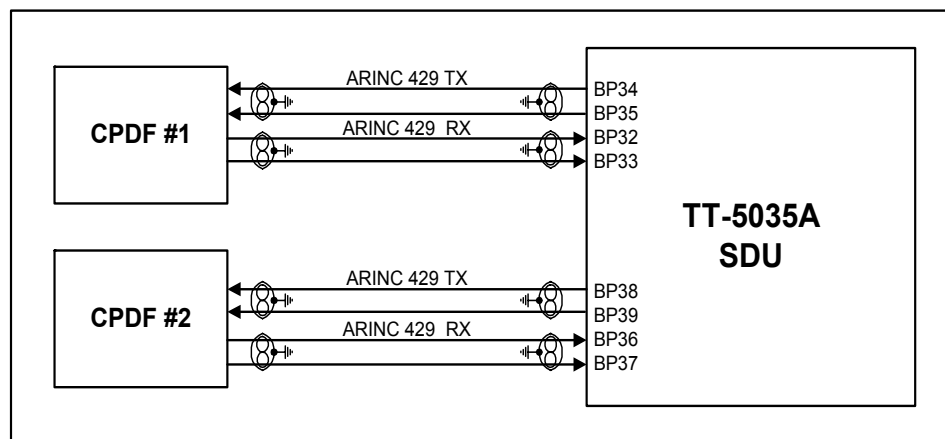 ARINC 429 TX
BP34
BP35
CPDF #1
ARINC 429 RX
BP32
BP33
TT-5035A
SDU
ARINC 429 TX
BP38
BP39
CPDF #2
ARINC 429 RX
BP36
BP37